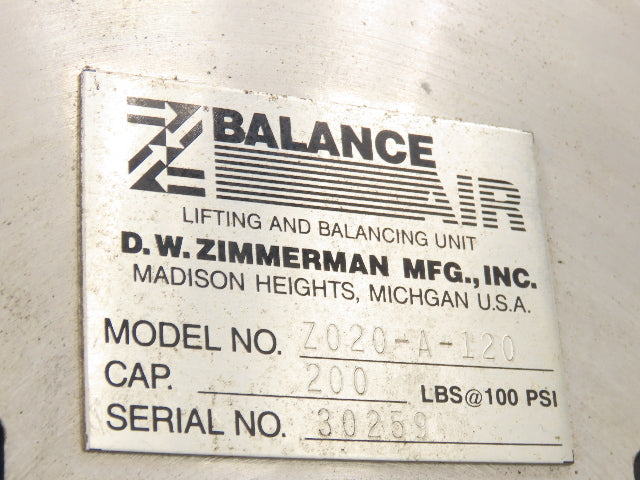 BALANCE
AIR
LIFTING AND BALANCING UNIT
D.W. ZIMMERMAN MFG., INC.
MADISON HEIGHTS, MICHGAN U.S.A.
MODEL NO. Z020-A-120
CAP. 200 LBS@100 PSI
SERIAL NO. 30259